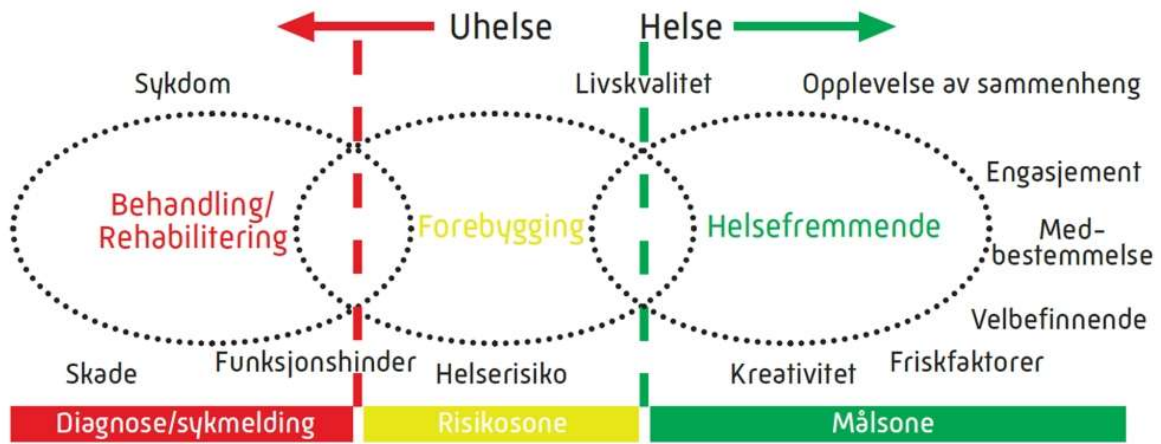 Uhelse
Helse
Sykdom
Livskvalitet
Opplevelse av sammenheng
Behandling/
Rehabilitering
Forebygging
Helsefremmende
Engasjement
Med-
bestemmelse
Velbefinnende
Skade
Funksjonshinder
Helserisiko
Kreativitet
Friskfaktorer
Diagnose/sykmelding
Risikosone
Målsone